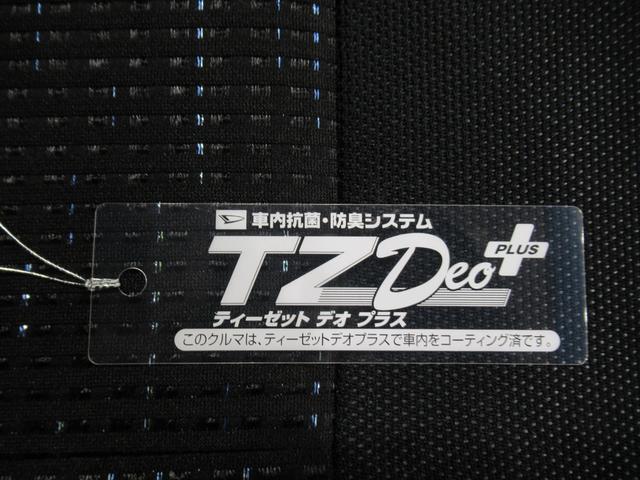 車内抗菌・防臭システム
TZ Deo PLUS
ティーゼット デオ プラス
このクルマは、ティーゼットデオプラスで車内をコーティング済です。